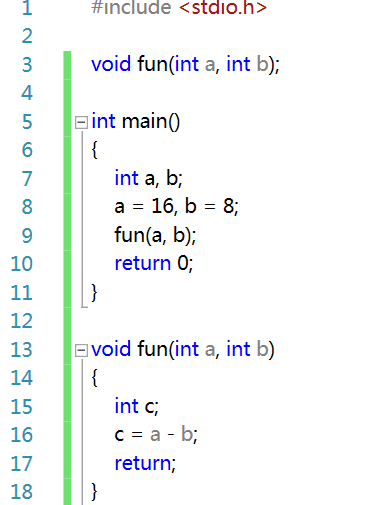 1 #include <stdio.h>
2
3 void fun(int a, int b);
4
5 int main()
6 {
7 int a, b;
8 a = 16, b = 8;
9 fun(a, b);
10 return 0;
11 }
12
13 void fun(int a, int b)
14 {
15 int c;
16 c = a - b;
17 return;
18 }